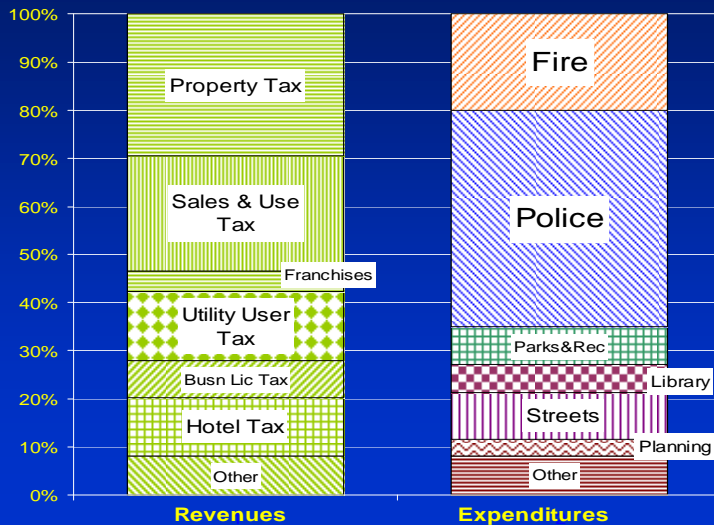 100%
90%
80%
70%
60%
50%
40%
30%
20%
10%
0%
Property Tax
Sales & Use
Tax
Franchises
Utility User
Tax
Busn Lic Tax
Hotel Tax
Other
Fire
Police
Parks&Rec
Library
Streets
Planning
Other
Revenues
Expenditures